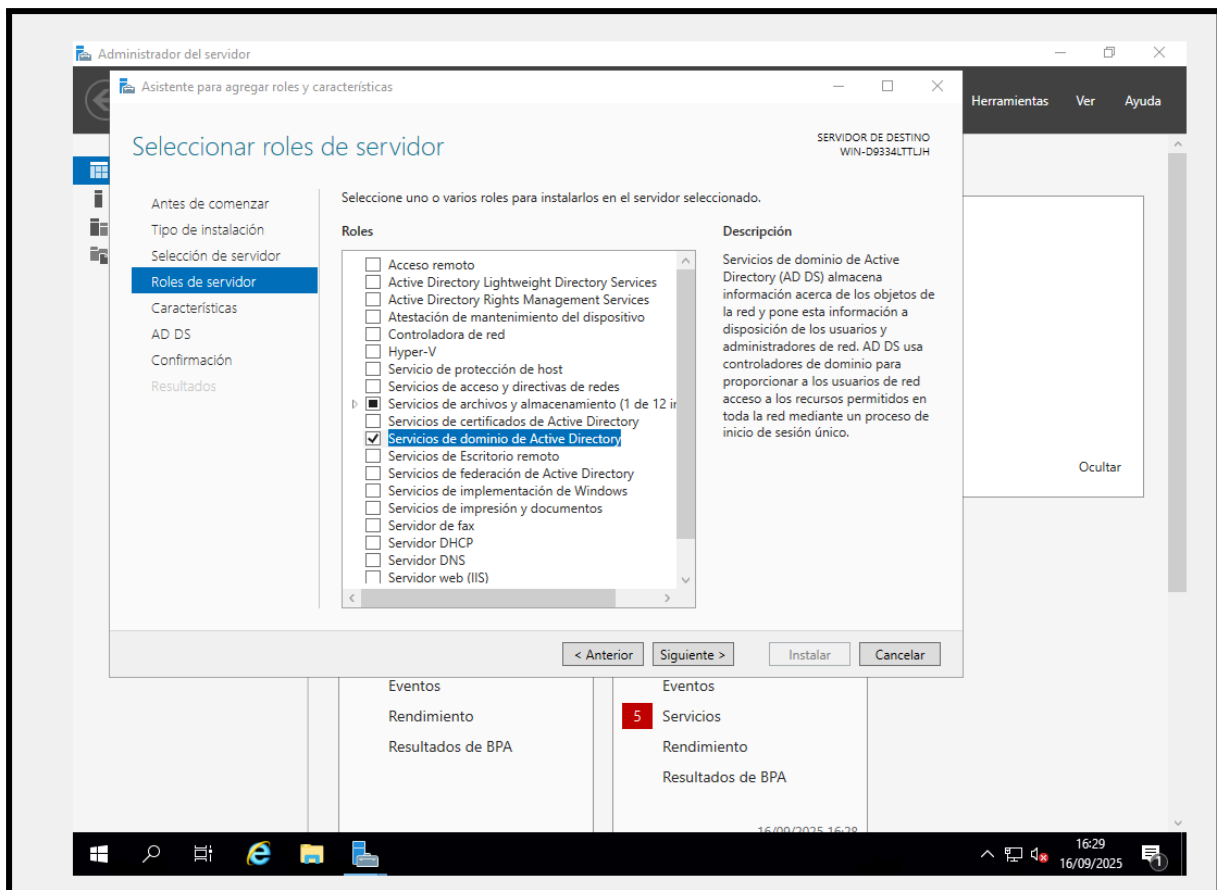 Administrador del servidor
Asistente para agregar roles y características
Herramientas Ver Ayuda
Seleccionar roles de servidor
SERVIDOR DE DESTINO
WIN-D9334LTTLJH
Antes de comenzar
Tipo de instalación
Selección de servidor
Roles de servidor
Características
AD DS
Confirmación
Resultados
Seleccione uno o varios roles para instalarlos en el servidor seleccionado.
Roles
Acceso remoto
Active Directory Lightweight Directory Services
Active Directory Rights Management Services
Atestación de mantenimiento del dispositivo
Controladora de red
Hyper-V
Servicio de protección de host
Servicios de acceso y directivas de redes
Servicios de archivos y almacenamiento (1 de 12 in
Servicios de certificados de Active Directory
Servicios de dominio de Active Directory
Servicios de Escritorio remoto
Servicios de federación de Active Directory
Servicios de implementación de Windows
Servicios de impresión y documentos
Servidor de fax
Servidor DHCP
Servidor DNS
Servidor web (IIS)
Descripción
Servicios de dominio de Active
Directory (AD DS) almacena
información acerca de los objetos de
la red y pone esta información a
disposición de los usuarios y
administradores de red. AD DS usa
controladores de dominio para
proporcionar a los usuarios de red
acceso a los recursos permitidos en
toda la red mediante un proceso de
inicio de sesión único.
Ocultar
< Anterior Siguiente > Instalar Cancelar
Eventos
Rendimiento
Resultados de BPA
Eventos
5 Servicios
Rendimiento
Resultados de BPA
16/09/2025 16:28
16:29
16/09/2025
1